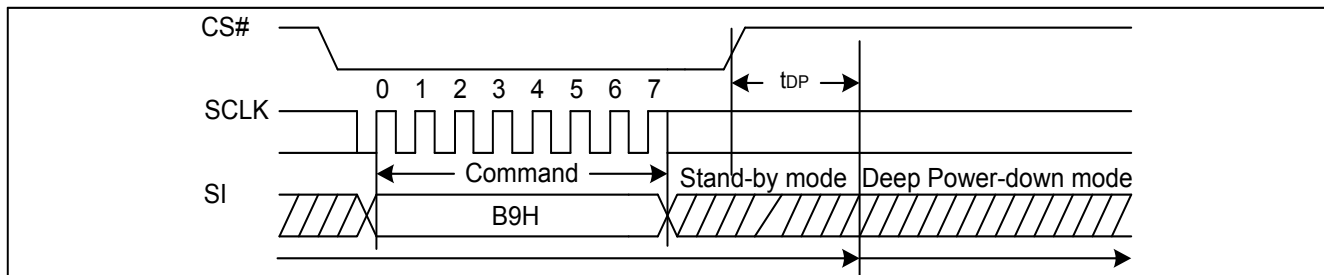 CS#
tDP
0 1 2 3 4 5 6 7
SCLK
Command
Stand-by mode Deep Power-down mode
SI
B9H